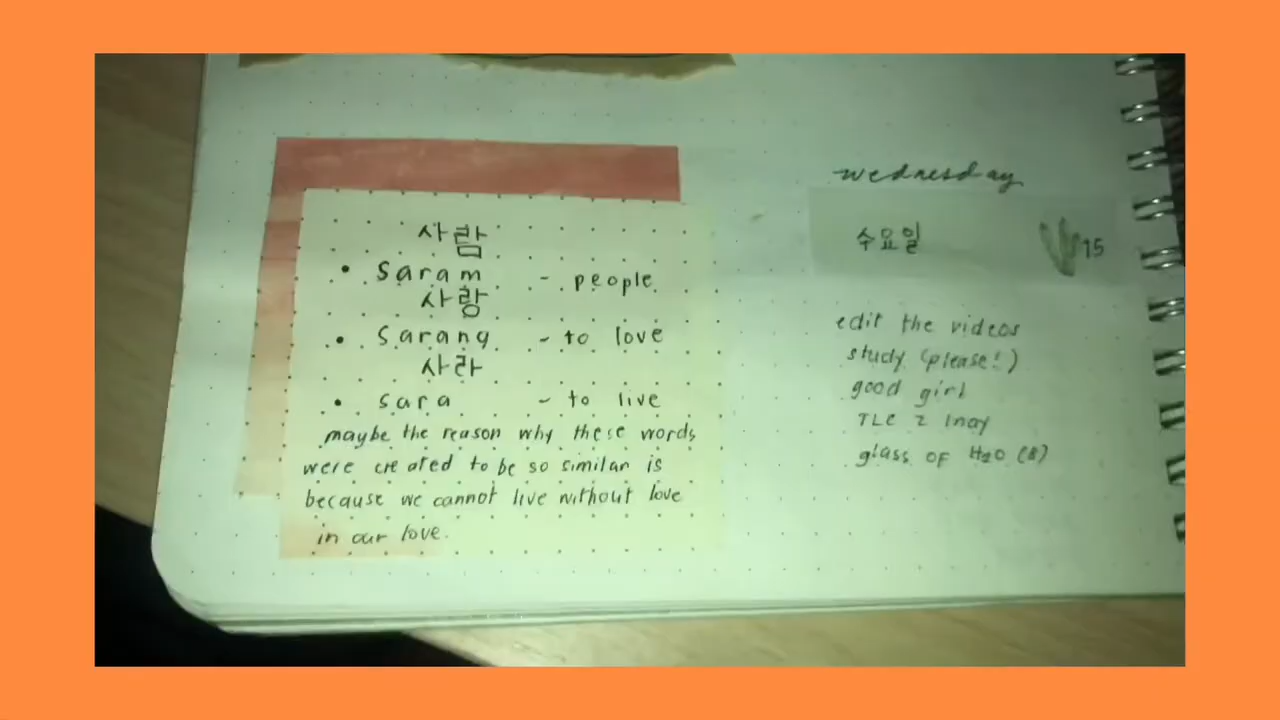 사람
• saram - people
사랑
• sarang - to love
사라
• sara - to live
maybe the reason why these words
were created to be so similar is
because we cannot live without love
in our love.
wednesday
수요일 15
edit the videos
study (please!)
good girl
TLE 2 Inay
glass of H2O (8)